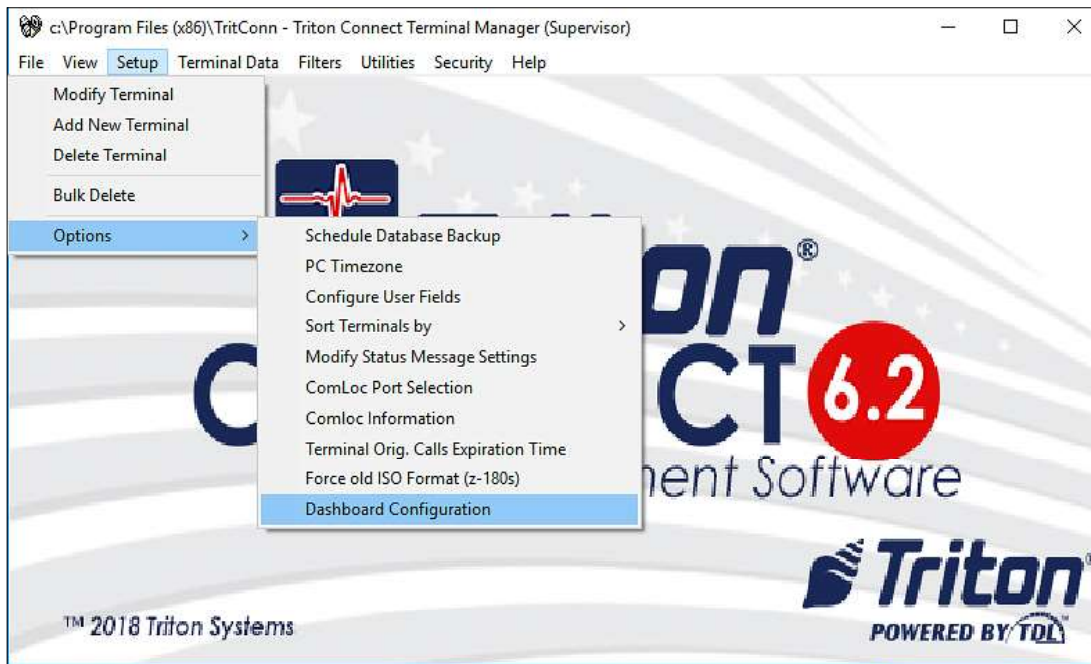 c:\Program Files (x86)\TritConn - Triton Connect Terminal Manager (Supervisor)
File View Setup Terminal Data Filters Utilities Security Help
Modify Terminal
Add New Terminal
Delete Terminal
Bulk Delete
Options >
Schedule Database Backup
PC Timezone
Configure User Fields
Sort Terminals by >
Modify Status Message Settings
ComLoc Port Selection
Comloc Information
Terminal Orig. Calls Expiration Time
Force old ISO Format (z-180s)
Dashboard Configuration
on®
C CT 6.2
ent Software
Triton®
POWERED BY TDL
™ 2018 Triton Systems